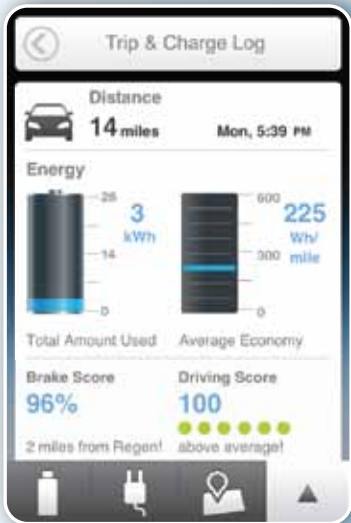 Trip & Charge Log
Distance
14 miles Mon, 5:39 PM
Energy
28
14
0
3
kWh
600
300
0
225
Wh/
mile
Total Amount Used Average Economy
Brake Score Driving Score
96% 100
2 miles from Regen! above average!